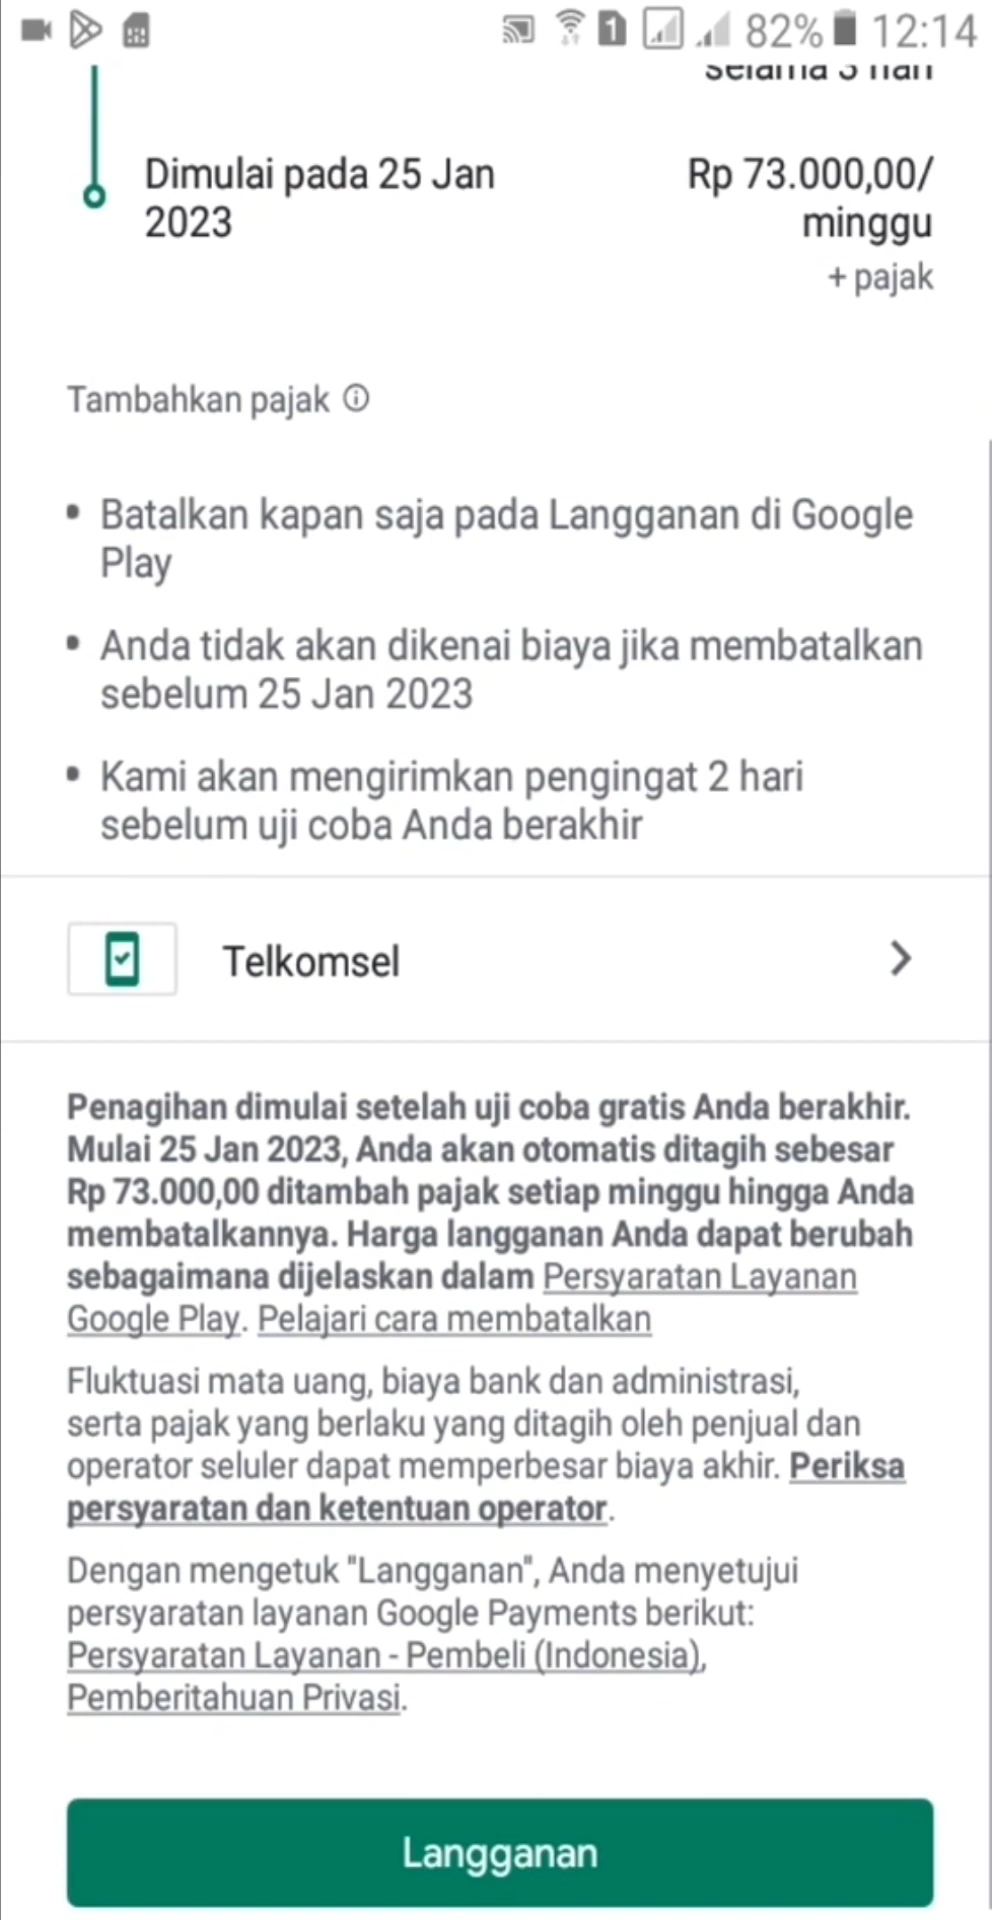 82% 12:14
selama 3 hari
Dimulai pada 25 Jan
2023
Rp 73.000,00/
minggu
+ pajak
Tambahkan pajak
• Batalkan kapan saja pada Langganan di Google
Play
• Anda tidak akan dikenai biaya jika membatalkan
sebelum 25 Jan 2023
• Kami akan mengirimkan pengingat 2 hari
sebelum uji coba Anda berakhir
Telkomsel
Penagihan dimulai setelah uji coba gratis Anda berakhir.
Mulai 25 Jan 2023, Anda akan otomatis ditagih sebesar
Rp 73.000,00 ditambah pajak setiap minggu hingga Anda
membatalkannya. Harga langganan Anda dapat berubah
sebagaimana dijelaskan dalam Persyaratan Layanan
Google Play. Pelajari cara membatalkan
Fluktuasi mata uang, biaya bank dan administrasi,
serta pajak yang berlaku yang ditagih oleh penjual dan
operator seluler dapat memperbesar biaya akhir. Periksa
persyaratan dan ketentuan operator.
Dengan mengetuk "Langganan", Anda menyetujui
persyaratan layanan Google Payments berikut:
Persyaratan Layanan - Pembeli (Indonesia),
Pemberitahuan Privasi.
Langganan